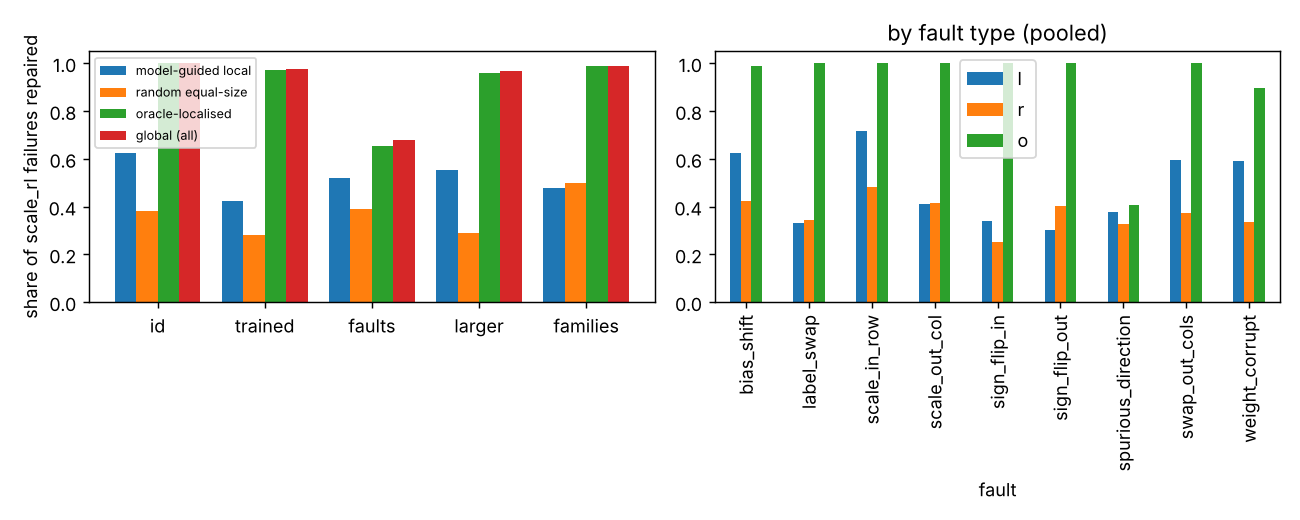 share of scale_rl failures repaired
1.0
0.8
0.6
0.4
0.2
0.0
model-guided local
random equal-size
oracle-localised
global (all)
id
trained
faults
larger
families
by fault type (pooled)
1.0
0.8
0.6
0.4
0.2
0.0
l
r
o
bias_shift
label_swap
scale_in_row
scale_out_col
sign_flip_in
sign_flip_out
spurious_direction
swap_out_cols
weight_corrupt
fault